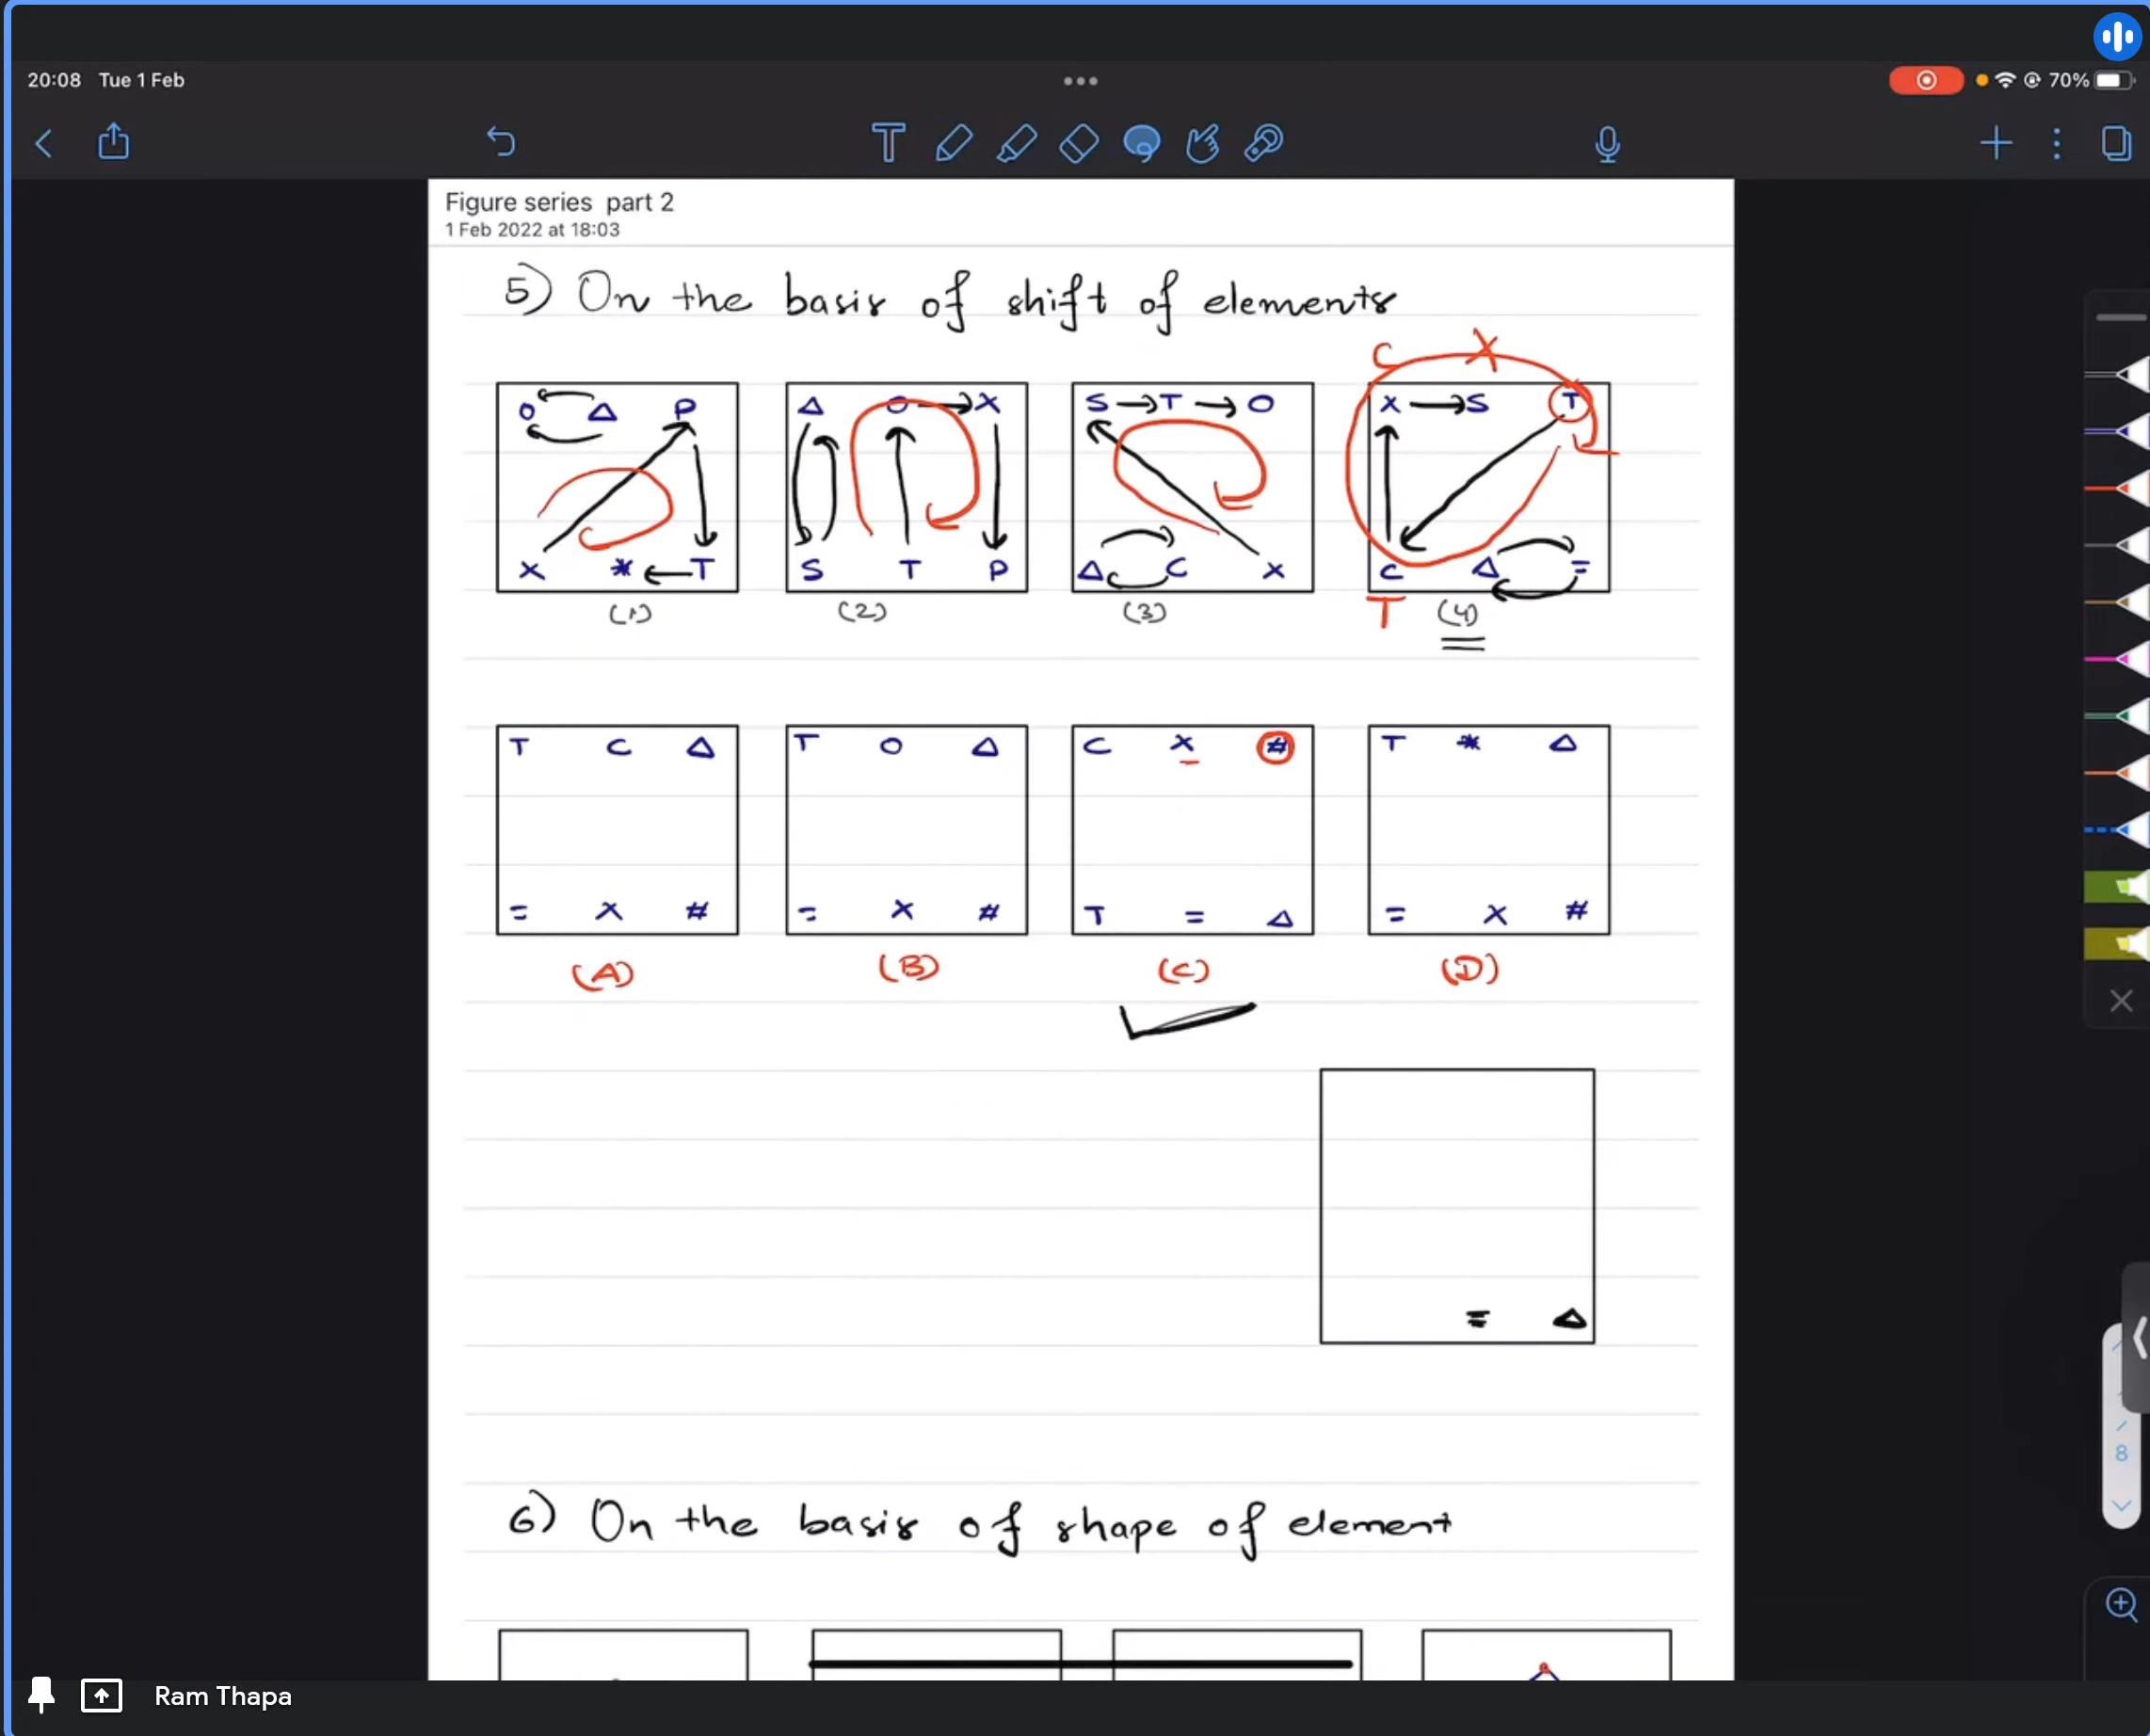 20:08 Tue 1 Feb
70%
T
Figure series part 2
1 Feb 2022 at 18:03
5) On the basis of shift of elements
C X
O Δ P
Δ O X
S T O
X S T
X * T
S T P
Δ C X
C Δ =
(1) (2) (3) T (4)
T C Δ
T O Δ
C X #
T * Δ
= X #
= X #
T = Δ
= X #
(A) (B) (C) (D)
= Δ
6) On the basis of shape of element
8
Ram Thapa